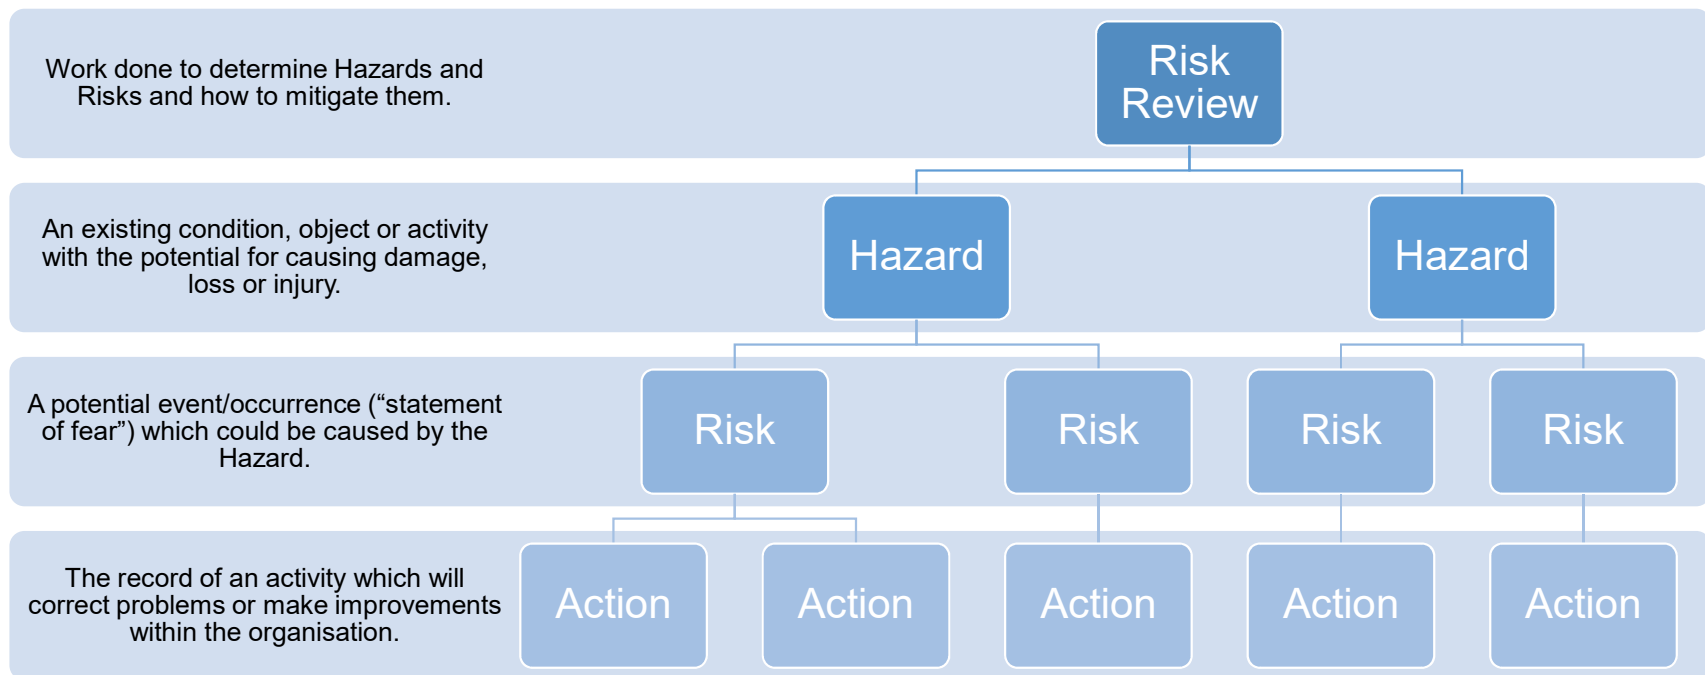 Work done to determine Hazards and
Risks and how to mitigate them.
Risk
Review
An existing condition, object or activity
with the potential for causing damage,
loss or injury.
Hazard
Hazard
A potential event/occurrence (“statement
of fear”) which could be caused by the
Hazard.
Risk
Risk
Risk
Risk
The record of an activity which will
correct problems or make improvements
within the organisation.
Action
Action
Action
Action
Action